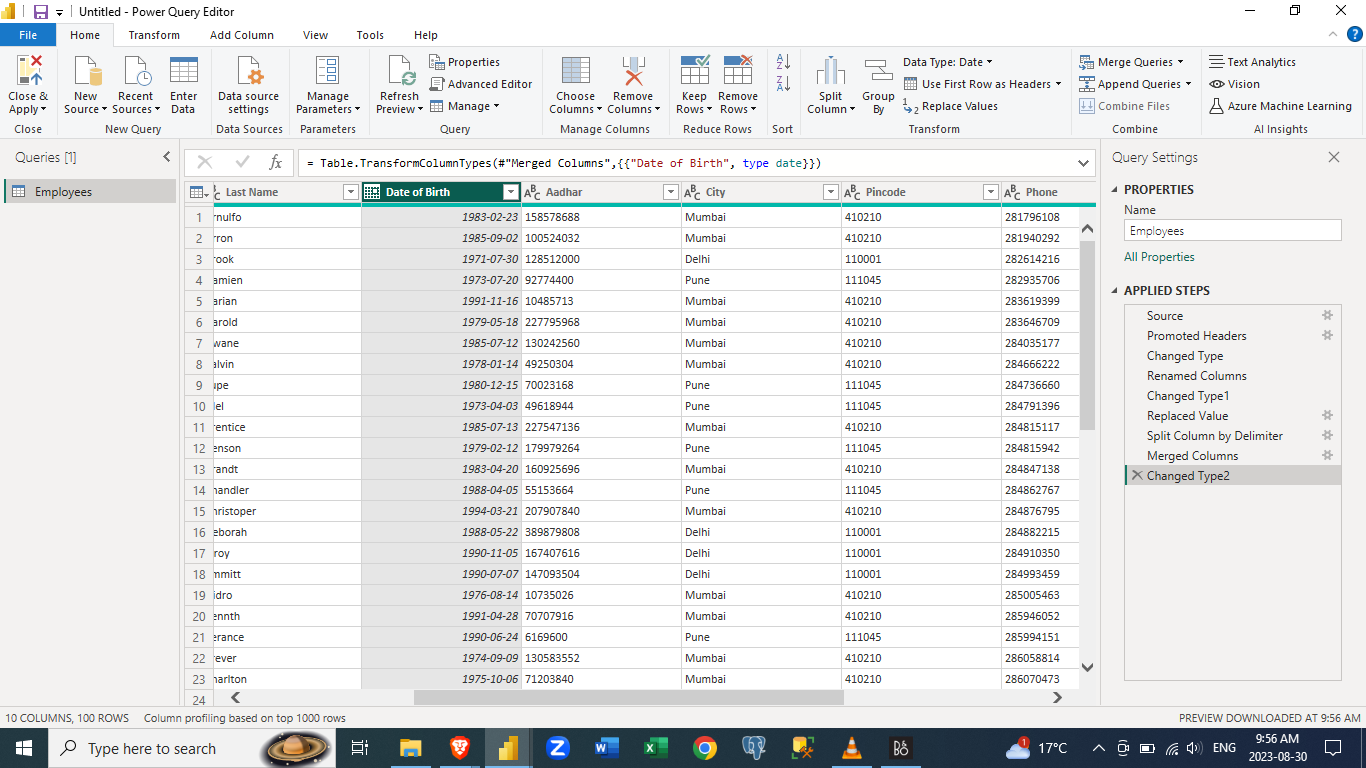 Untitled - Power Query Editor
File Home Transform Add Column View Tools Help
Close & Apply
New Source
Recent Sources
Enter Data
Data source settings
Manage Parameters
Refresh Preview
Properties
Advanced Editor
Manage
Choose Columns
Remove Columns
Keep Rows
Remove Rows
Split Column
Group By
Data Type: Date
Use First Row as Headers
Replace Values
Merge Queries
Append Queries
Combine Files
Text Analytics
Vision
Azure Machine Learning
Close New Query Data Sources Parameters Query Manage Columns Reduce Rows Sort Transform Combine AI Insights
Queries [1]
Employees
fx = Table.TransformColumnTypes(#"Merged Columns",{{"Date of Birth", type date}})
Last Name Date of Birth Aadhar City Pincode Phone
1 rnulfo 1983-02-23 158578688 Mumbai 410210 281796108
2 rron 1985-09-02 100524032 Mumbai 410210 281940292
3 rook 1971-07-30 128512000 Delhi 110001 282614216
4 amien 1973-07-20 92774400 Pune 111045 282935706
5 arian 1991-11-16 10485713 Mumbai 410210 283619399
6 arold 1979-05-18 227795968 Mumbai 410210 283646709
7 wane 1985-07-12 130242560 Mumbai 410210 284035177
8 alvin 1978-01-14 49250304 Mumbai 410210 284666222
9 upe 1980-12-15 70023168 Pune 111045 284736660
10 lel 1973-04-03 49618944 Pune 111045 284791396
11 rentice 1985-07-13 227547136 Mumbai 410210 284815117
12 enson 1979-02-12 179979264 Pune 111045 284815942
13 randt 1983-04-20 160925696 Mumbai 410210 284847138
14 handler 1988-04-05 55153664 Pune 111045 284862767
15 hristoper 1994-03-21 207907840 Mumbai 410210 284876795
16 eborah 1988-05-22 389879808 Delhi 110001 284882215
17 roy 1990-11-05 167407616 Delhi 110001 284910350
18 mmitt 1990-07-07 147093504 Delhi 110001 284993459
19 idro 1976-08-14 10735026 Mumbai 410210 285005463
20 ennth 1991-04-28 70707916 Mumbai 410210 285946052
21 erance 1990-06-24 6169600 Pune 111045 285994151
22 rever 1974-09-09 130583552 Mumbai 410210 286058814
23 harlton 1975-10-06 71203840 Mumbai 410210 286070473
24
Query Settings
PROPERTIES
Name
Employees
All Properties
APPLIED STEPS
Source
Promoted Headers
Changed Type
Renamed Columns
Changed Type1
Replaced Value
Split Column by Delimiter
Merged Columns
Changed Type2
10 COLUMNS, 100 ROWS Column profiling based on top 1000 rows PREVIEW DOWNLOADED AT 9:56 AM
Type here to search
17°C
ENG
9:56 AM
2023-08-30